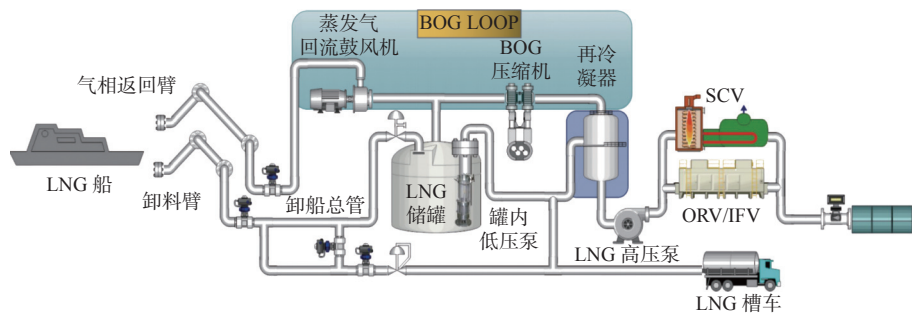 BOG LOOP
蒸发气
回流鼓风机
BOG
压缩机
再冷
凝器
气相返回臂
SCV
LNG 船
卸料臂
卸船总管
LNG
储罐
罐内
低压泵
ORV/IFV
LNG 高压泵
LNG 槽车